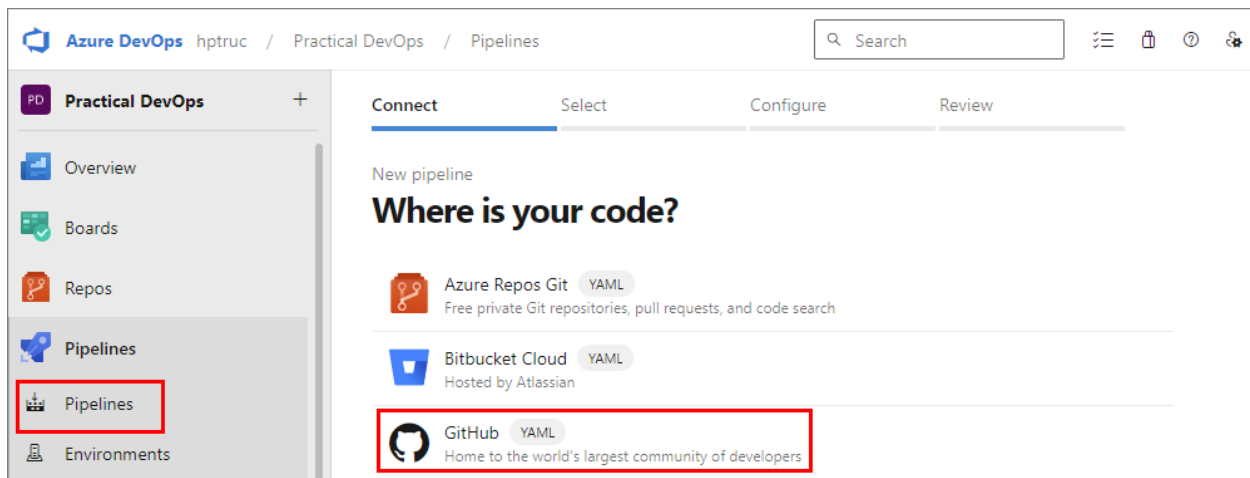 Azure DevOps hptruc / Practical DevOps / Pipelines
Search
PD Practical DevOps +
Overview
Boards
Repos
Pipelines
Pipelines
Environments
Connect Select Configure Review
New pipeline
Where is your code?
Azure Repos Git YAML
Free private Git repositories, pull requests, and code search
Bitbucket Cloud YAML
Hosted by Atlassian
GitHub YAML
Home to the world's largest community of developers